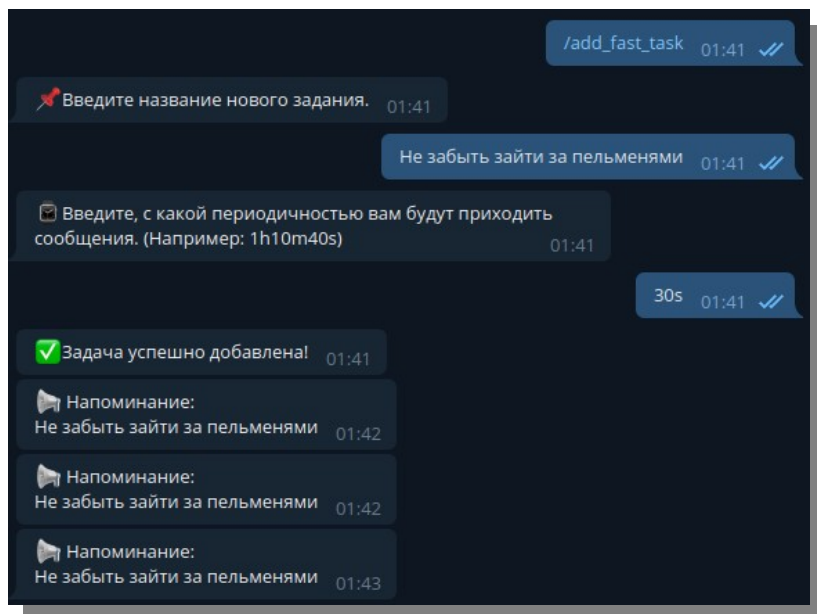 /add_fast_task 01:41
📌Введите название нового задания. 01:41
Не забыть зайти за пельменями 01:41
Введите, с какой периодичностью вам будут приходить
сообщения. (Например: 1h10m40s) 01:41
30s 01:41
✅Задача успешно добавлена! 01:41
Напоминание:
Не забыть зайти за пельменями 01:42
Напоминание:
Не забыть зайти за пельменями 01:42
Напоминание:
Не забыть зайти за пельменями 01:43